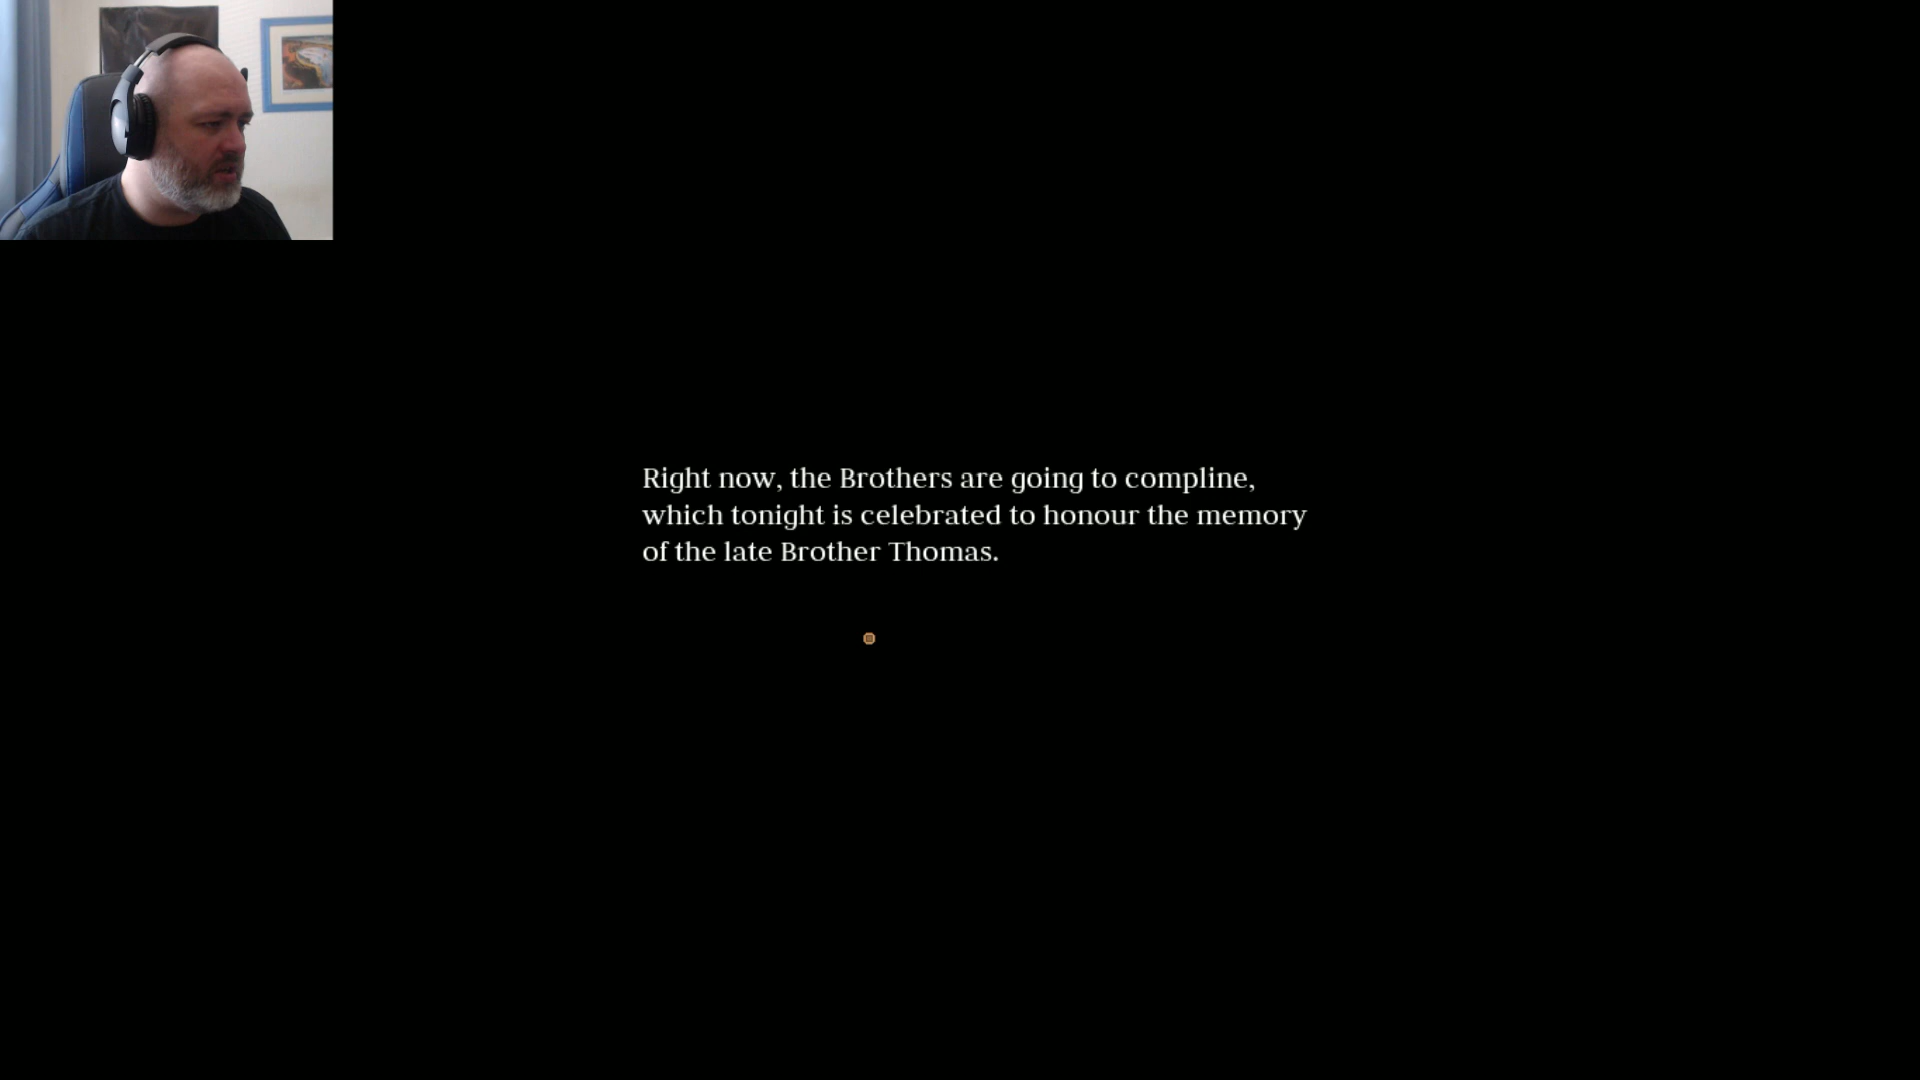 Right now, the Brothers are going to compline,
which tonight is celebrated to honour the memory
of the late Brother Thomas.